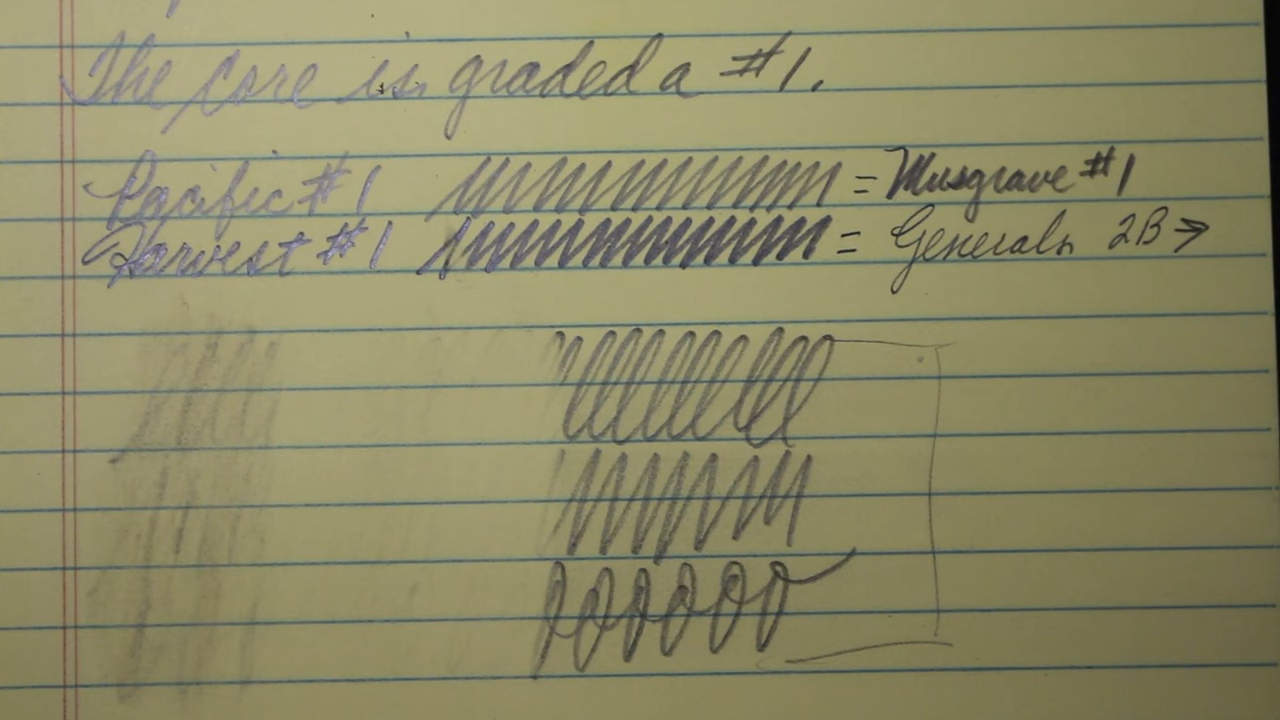 The core is graded a #1.
Pacific #1 = Musgrave #1
Harvest #1 = Generals 2B →